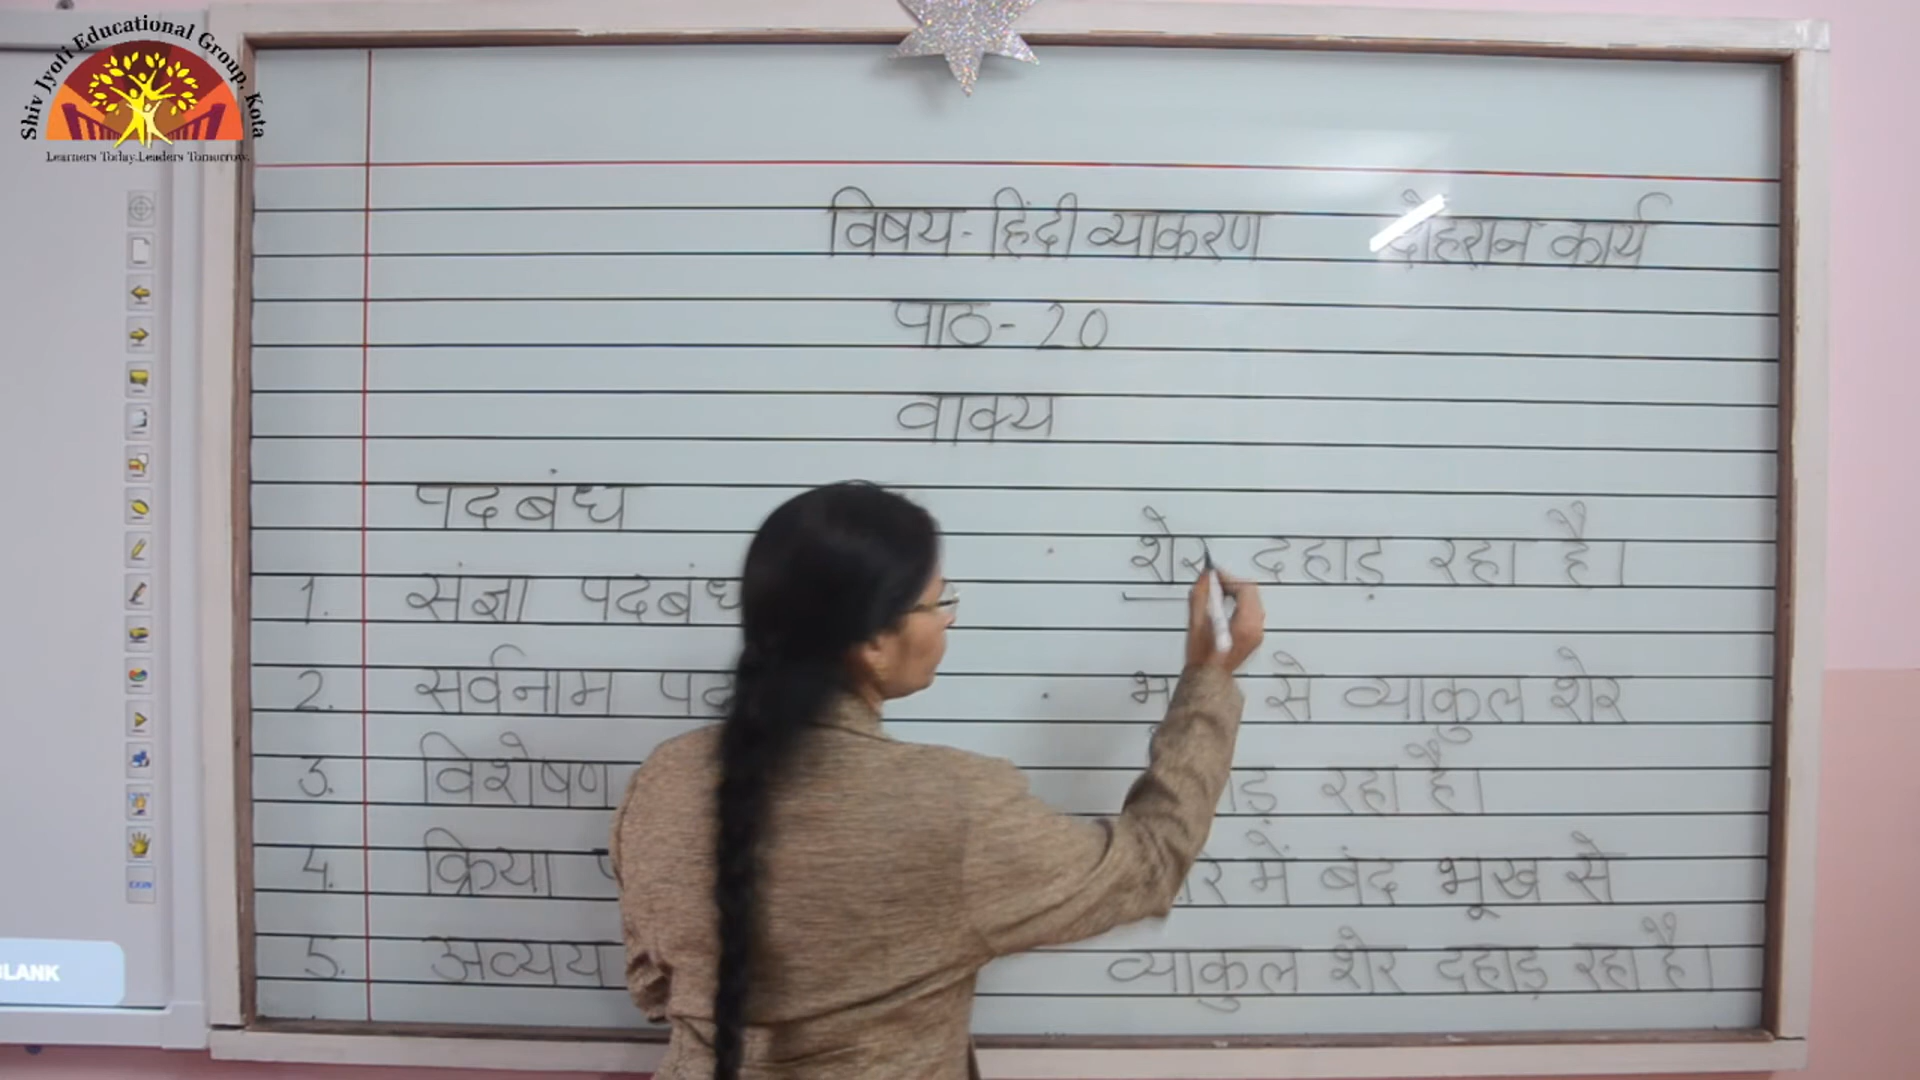 Shiv Jyoti Educational Group, Kota
Learners Today.Leaders Tomorrow.
विषय - हिंदी व्याकरण दोहरान कार्य
पाठ - 20
वाक्य
पदबंध
1. संज्ञा पदबंध
2. सर्वनाम
3. विशेषण
4. क्रिया
5. अव्यय
शेर दहाड़ रहा है।
से व्याकुल शेर
रहा है।
में बंद भूख से
व्याकुल शेर दहाड़ रहा है।